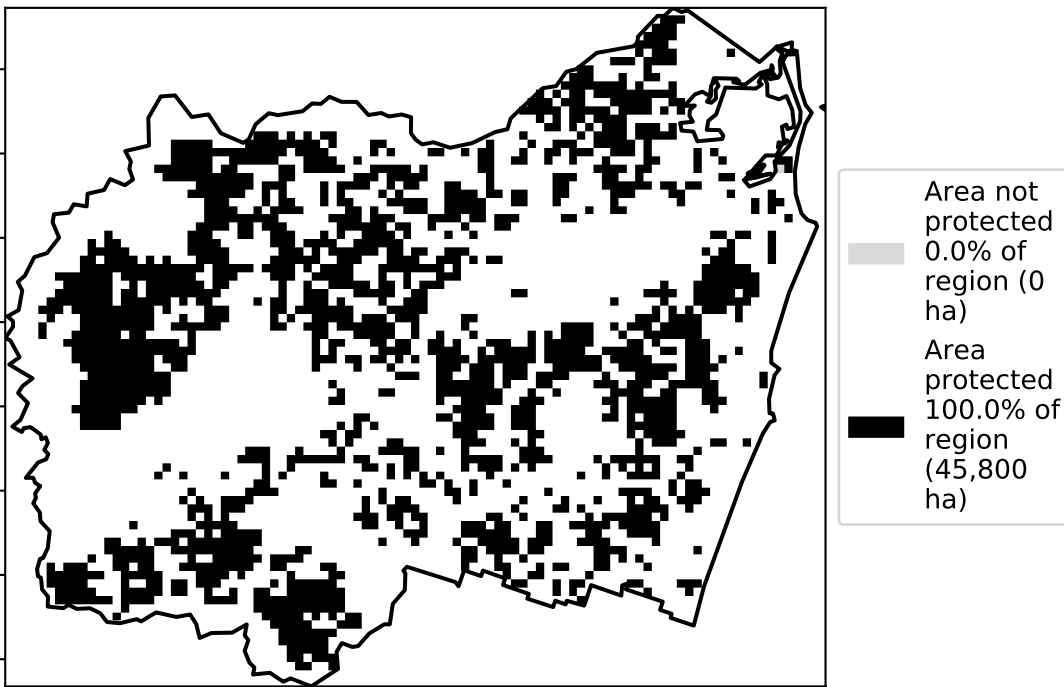 Area not
protected
0.0% of
region (0
ha)
Area
protected
100.0% of
region
(45,800
ha)